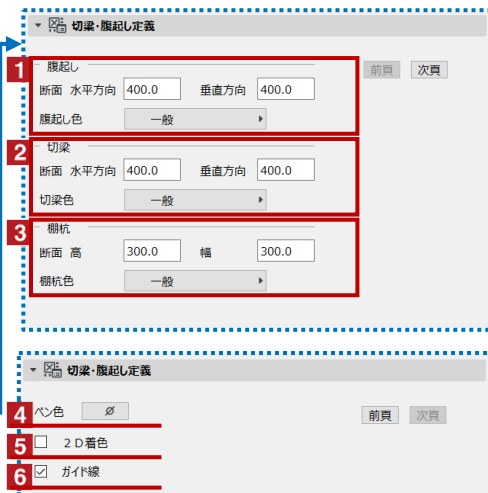 切梁・腹起し定義
1 腹起し 前頁 次頁
断面 水平方向 400.0 垂直方向 400.0
腹起し色 一般
2 切梁
断面 水平方向 400.0 垂直方向 400.0
切梁色 一般
3 棚杭
断面 高 300.0 幅 300.0
棚杭色 一般
切梁・腹起し定義
4 ペン色 ø 前頁 次頁
5 2D着色
6 ガイド線